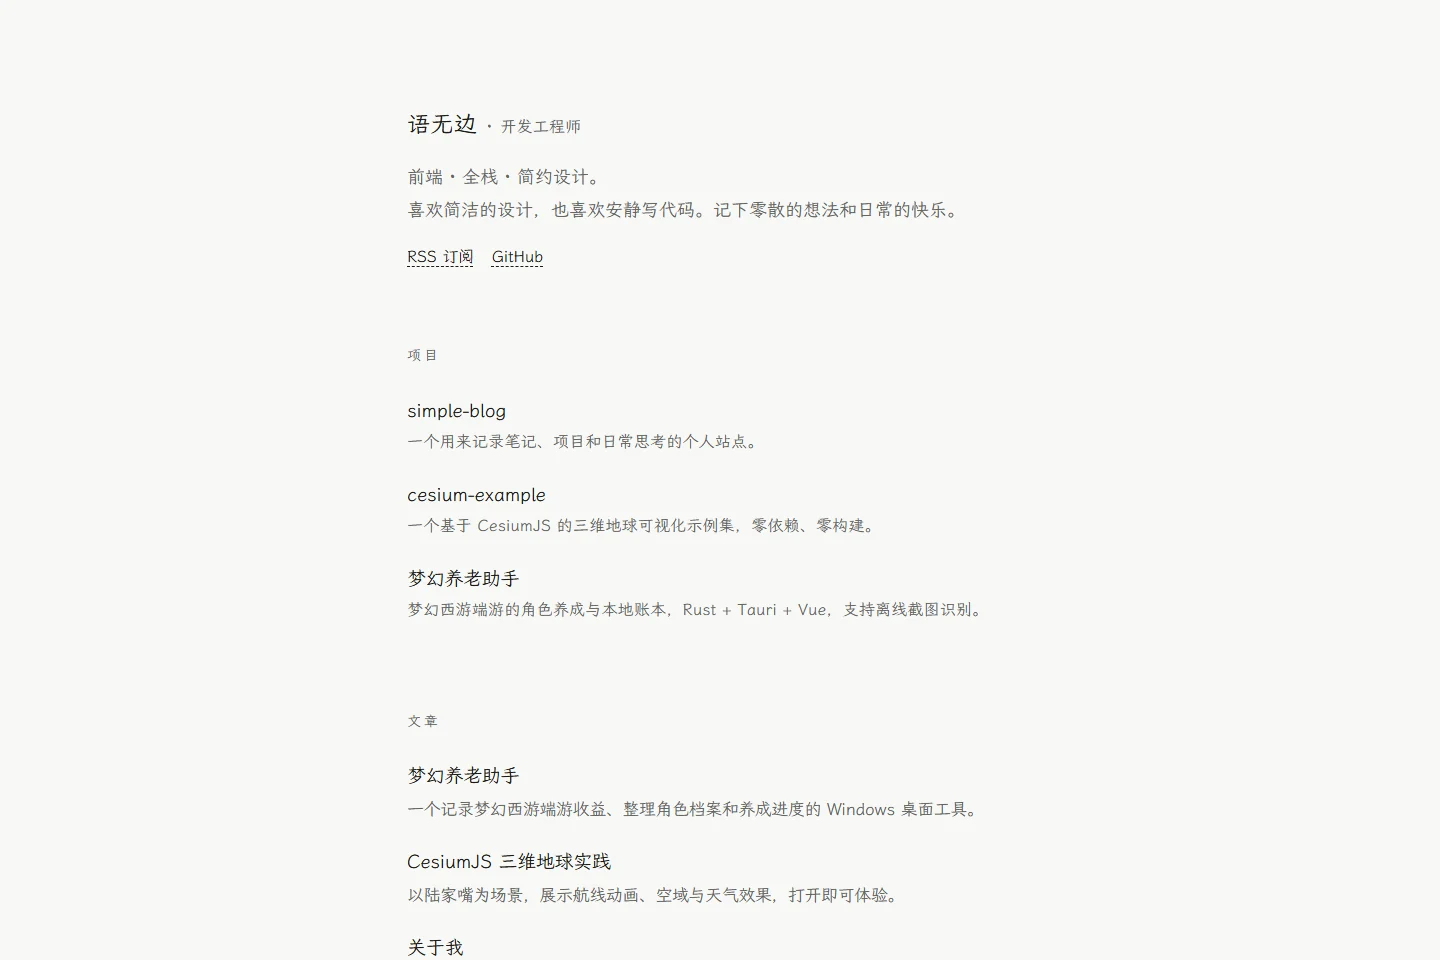 语无边 · 开发工程师
前端 · 全栈 · 简约设计。
喜欢简洁的设计，也喜欢安静写代码。记下零散的想法和日常的快乐。
RSS 订阅 GitHub
项目
simple-blog
一个用来记录笔记、项目和日常思考的个人站点。
cesium-example
一个基于 CesiumJS 的三维地球可视化示例集，零依赖、零构建。
梦幻养老助手
梦幻西游端游的角色养成与本地账本，Rust + Tauri + Vue，支持离线截图识别。
文章
梦幻养老助手
一个记录梦幻西游端游收益、整理角色档案和养成进度的 Windows 桌面工具。
CesiumJS 三维地球实践
以陆家嘴为场景，展示航线动画、空域与天气效果，打开即可体验。
关于我